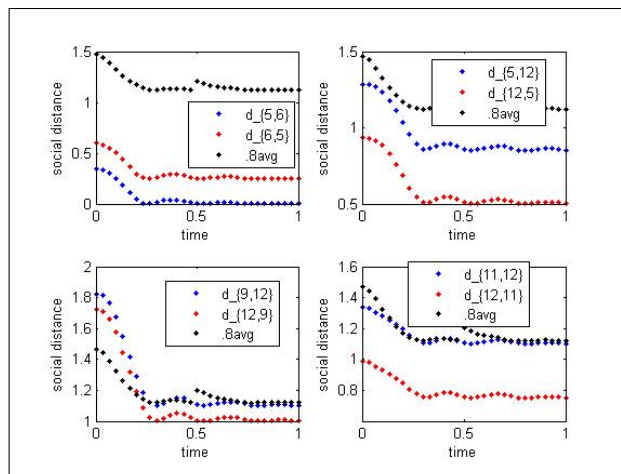 1.5
1
0.5
0
social distance
d_{5,6}
d_{6,5}
.8avg
0 0.5 1
time
1.5
1
0.5
social distance
d_{5,12}
d_{12,5}
.8avg
0 0.5 1
time
2
1.8
1.6
1.4
1.2
1
social distance
d_{9,12}
d_{12,9}
.8avg
0 0.5 1
time
1.6
1.4
1.2
1
0.8
social distance
d_{11,12}
d_{12,11}
.8avg
0 0.5 1
time